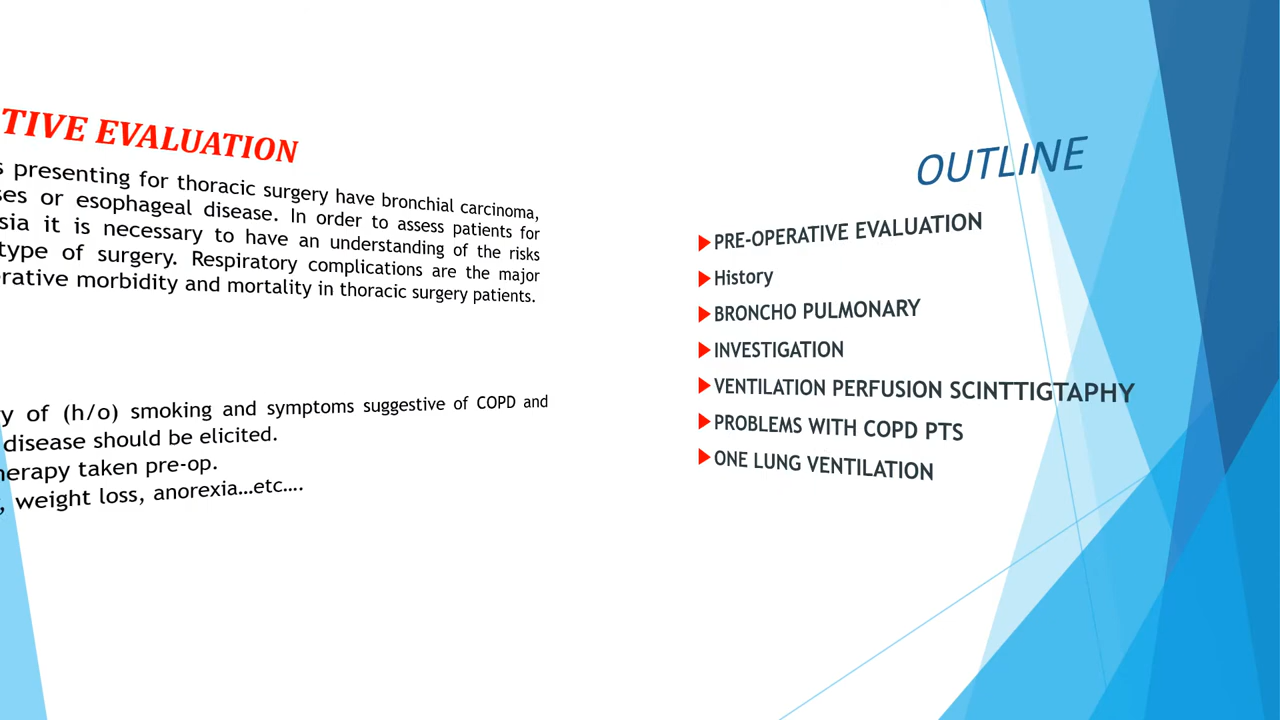 TIVE EVALUATION
s presenting for thoracic surgery have bronchial carcinoma,
ses or esophageal disease. In order to assess patients for
sia it is necessary to have an understanding of the risks
type of surgery. Respiratory complications are the major
erative morbidity and mortality in thoracic surgery patients.
y of (h/o) smoking and symptoms suggestive of COPD and
disease should be elicited.
herapy taken pre-op.
, weight loss, anorexia…etc….
OUTLINE
PRE-OPERATIVE EVALUATION
History
BRONCHO PULMONARY
INVESTIGATION
VENTILATION PERFUSION SCINTTIGTAPHY
PROBLEMS WITH COPD PTS
ONE LUNG VENTILATION